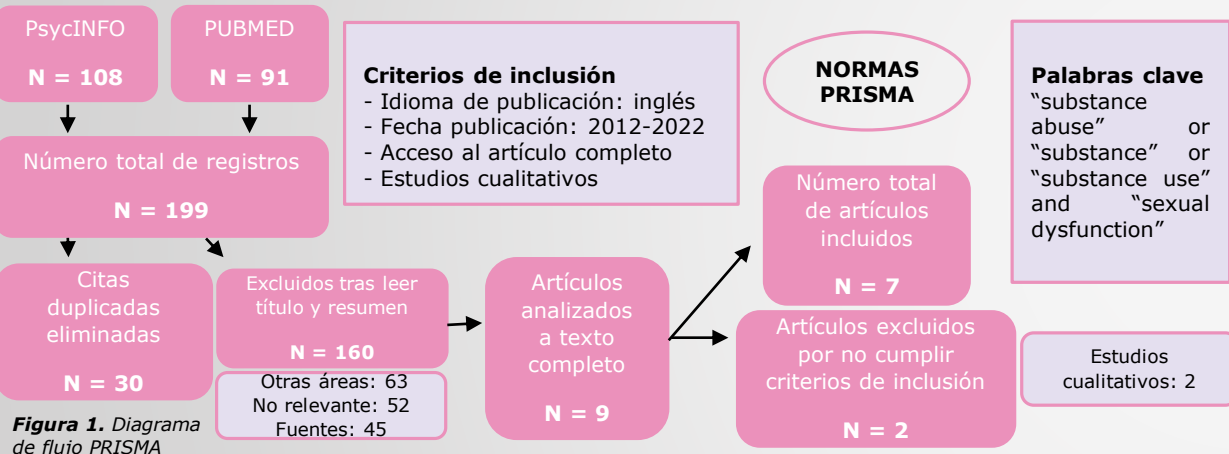 PsycINFO
N = 108
PUBMED
N = 91
Número total de registros
N = 199
Citas
duplicadas
eliminadas
N = 30
Excluidos tras leer
título y resumen
N = 160
Otras áreas: 63
No relevante: 52
Fuentes: 45
Figura 1. Diagrama
de flujo PRISMA
Criterios de inclusión
- Idioma de publicación: inglés
- Fecha publicación: 2012-2022
- Acceso al artículo completo
- Estudios cualitativos
Artículos
analizados
a texto
completo
N = 9
NORMAS
PRISMA
Número total
de artículos
incluidos
N = 7
Artículos excluidos
por no cumplir
criterios de inclusión
N = 2
Estudios
cualitativos: 2
Palabras clave
“substance
abuse” or
“substance” or
“substance use”
and “sexual
dysfunction”